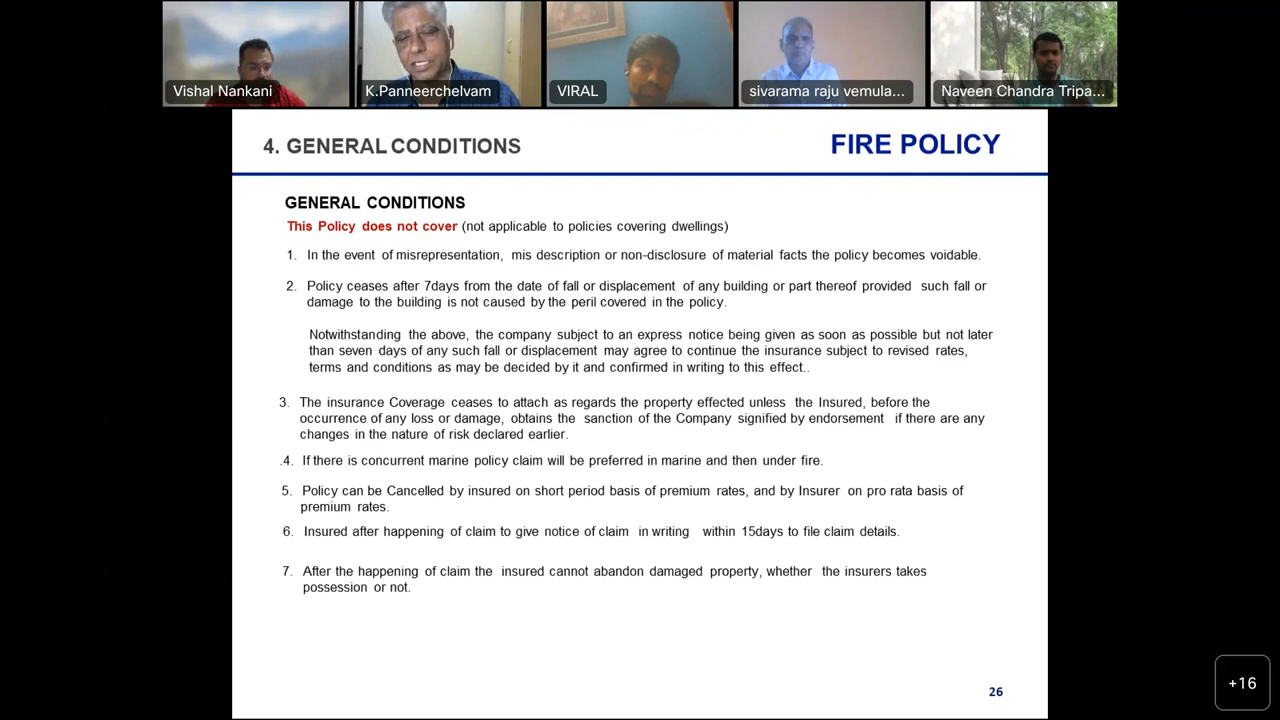 Vishal Nankani
K.Panneerchelvam
VIRAL
sivarama raju vemula...
Naveen Chandra Tripa...
4. GENERAL CONDITIONS
FIRE POLICY
GENERAL CONDITIONS
This Policy does not cover (not applicable to policies covering dwellings)
1. In the event of misrepresentation, mis description or non-disclosure of material facts the policy becomes voidable.
2. Policy ceases after 7days from the date of fall or displacement of any building or part thereof provided such fall or
damage to the building is not caused by the peril covered in the policy.
Notwithstanding the above, the company subject to an express notice being given as soon as possible but not later
than seven days of any such fall or displacement may agree to continue the insurance subject to revised rates,
terms and conditions as may be decided by it and confirmed in writing to this effect..
3. The insurance Coverage ceases to attach as regards the property effected unless the Insured, before the
occurrence of any loss or damage, obtains the sanction of the Company signified by endorsement if there are any
changes in the nature of risk declared earlier.
.4. If there is concurrent marine policy claim will be preferred in marine and then under fire.
5. Policy can be Cancelled by insured on short period basis of premium rates, and by Insurer on pro rata basis of
premium rates.
6. Insured after happening of claim to give notice of claim in writing within 15days to file claim details.
7. After the happening of claim the insured cannot abandon damaged property, whether the insurers takes
possession or not.
26
+16